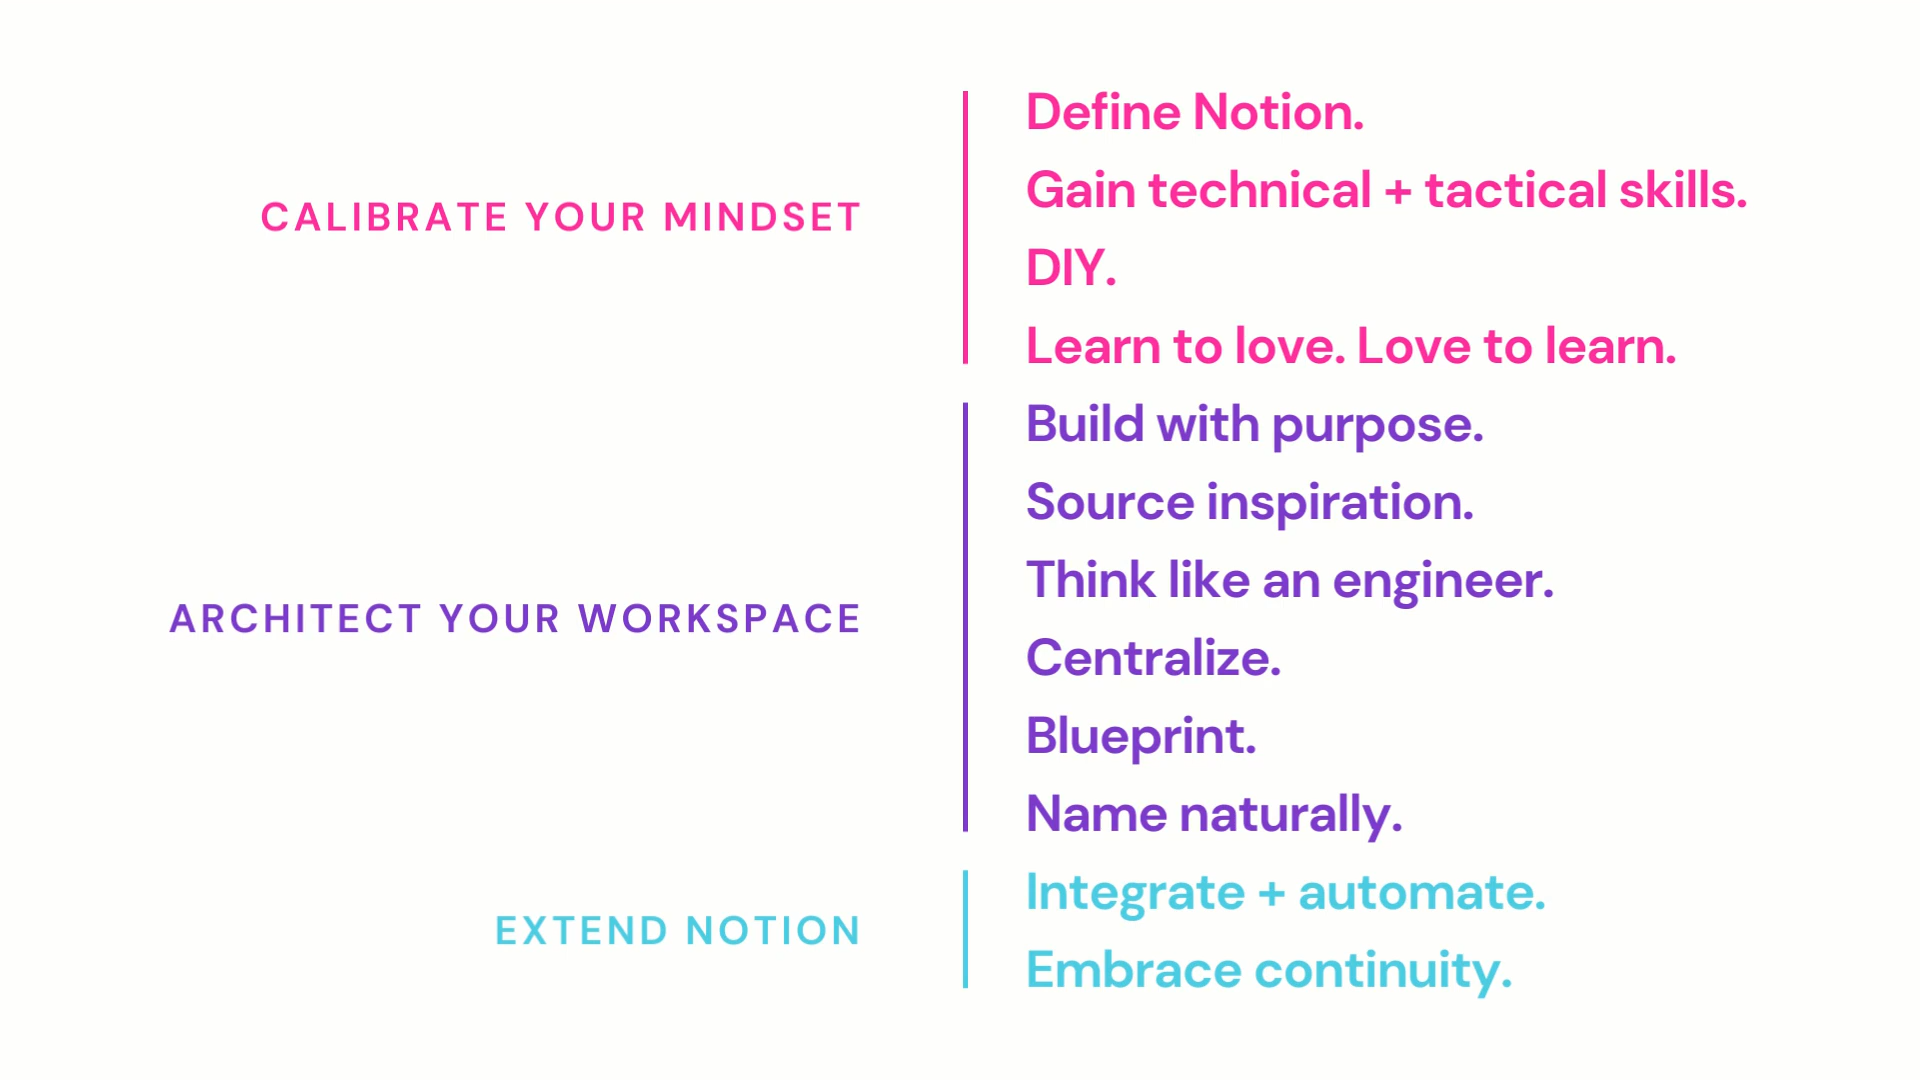 CALIBRATE YOUR MINDSET
Define Notion.
Gain technical + tactical skills.
DIY.
Learn to love. Love to learn.
ARCHITECT YOUR WORKSPACE
Build with purpose.
Source inspiration.
Think like an engineer.
Centralize.
Blueprint.
Name naturally.
EXTEND NOTION
Integrate + automate.
Embrace continuity.